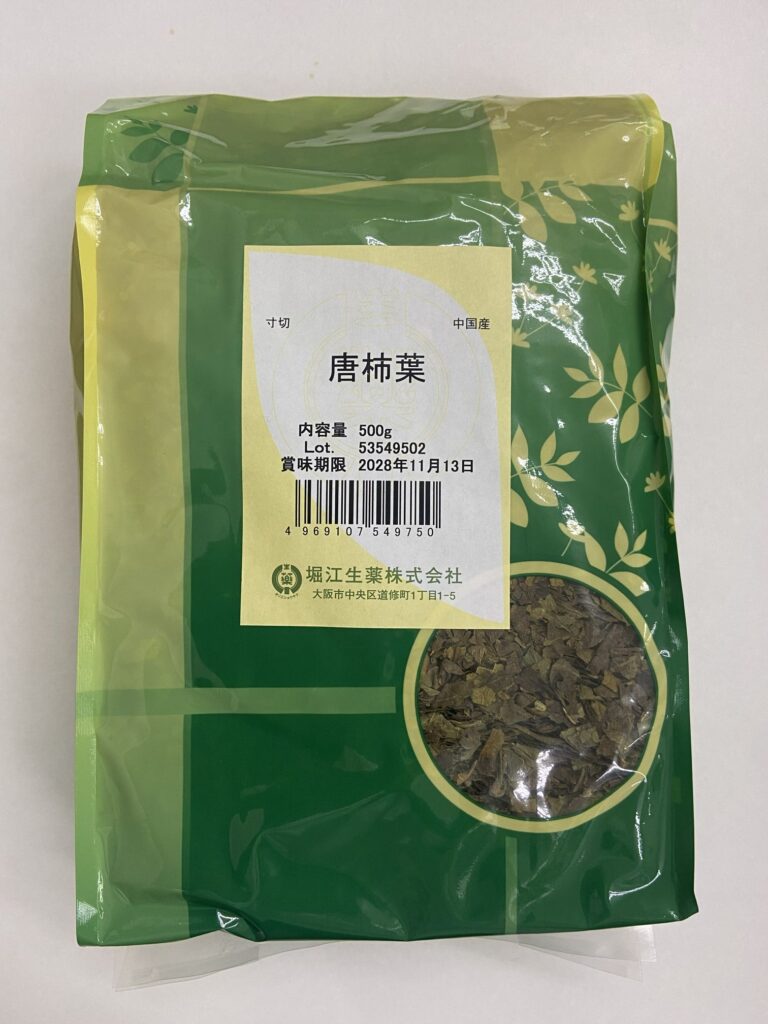 寸切 中国産
唐柿葉
内容量 500g
Lot. 53549502
賞味期限 2028年11月13日
4 969107 549750
堀江生薬株式会社
大阪市中央区道修町1丁目1-5